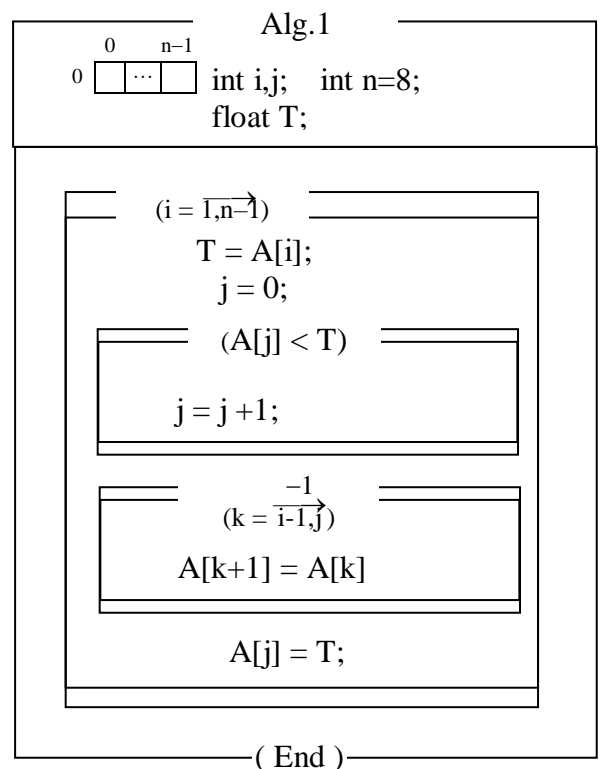 Alg.1
0 n–1
0 ... int i,j; int n=8;
float T;
(i = 1,n–1)
T = A[i];
j = 0;
(A[j] < T)
j = j +1;
–1
(k = i-1,j)
A[k+1] = A[k]
A[j] = T;
( End )